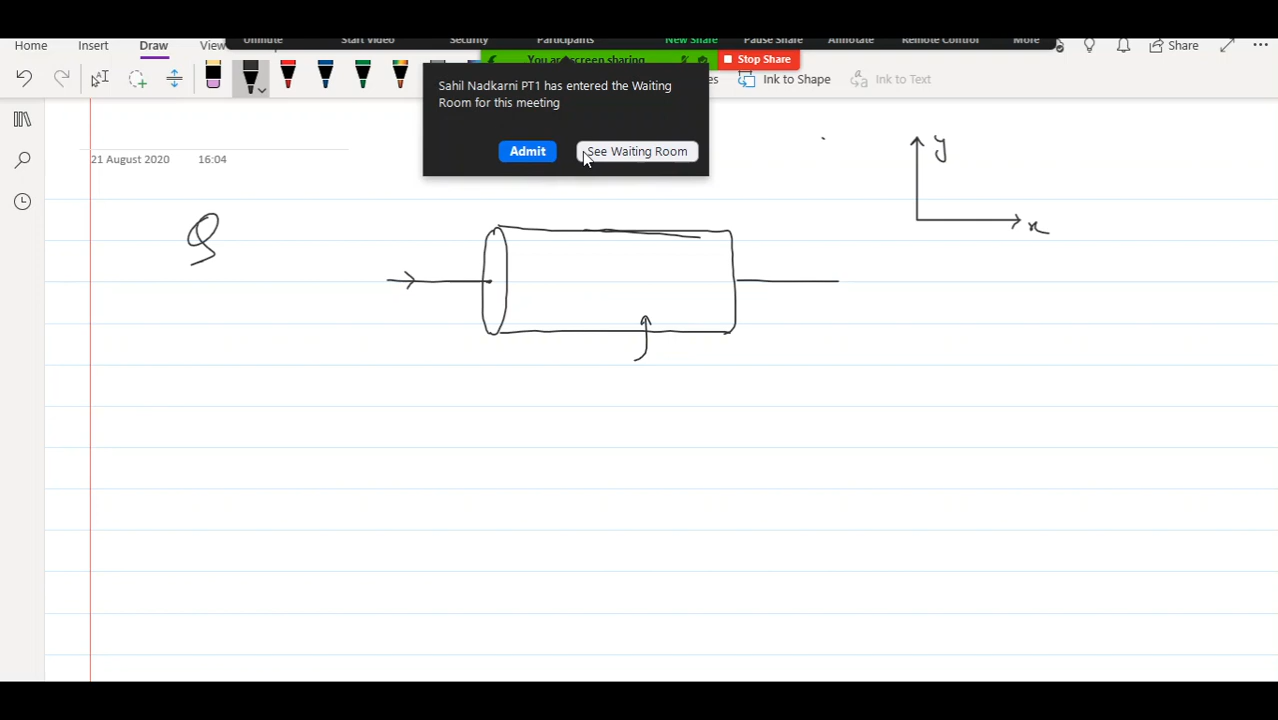 Home Insert Draw View
Unmute Start Video Security Participants New Share Pause Share Annotate Remote Control More
Share
You are screen sharing
Stop Share
Ink to Shape
Ink to Text
Sahil Nadkarni PT1 has entered the Waiting
Room for this meeting
Admit See Waiting Room
21 August 2020 16:04
y
x
Q